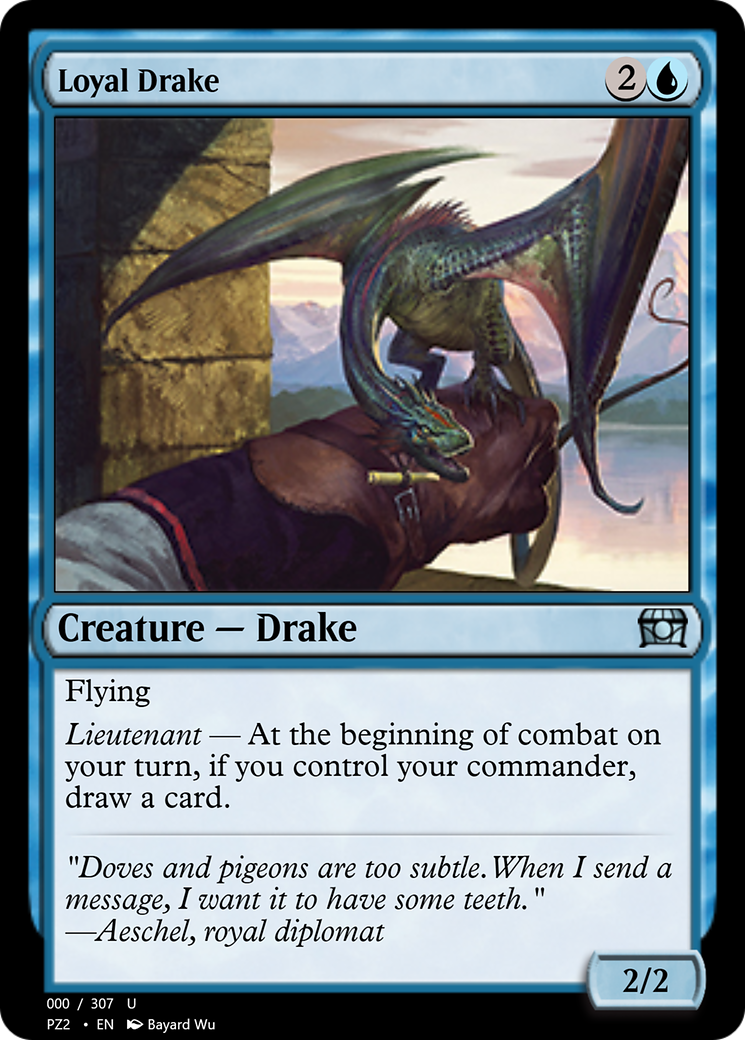 Loyal Drake 2
Creature — Drake
Flying
Lieutenant — At the beginning of combat on
your turn, if you control your commander,
draw a card.
"Doves and pigeons are too subtle. When I send a
message, I want it to have some teeth."
—Aeschel, royal diplomat
2/2
000 / 307 U
PZ2 • EN Bayard Wu